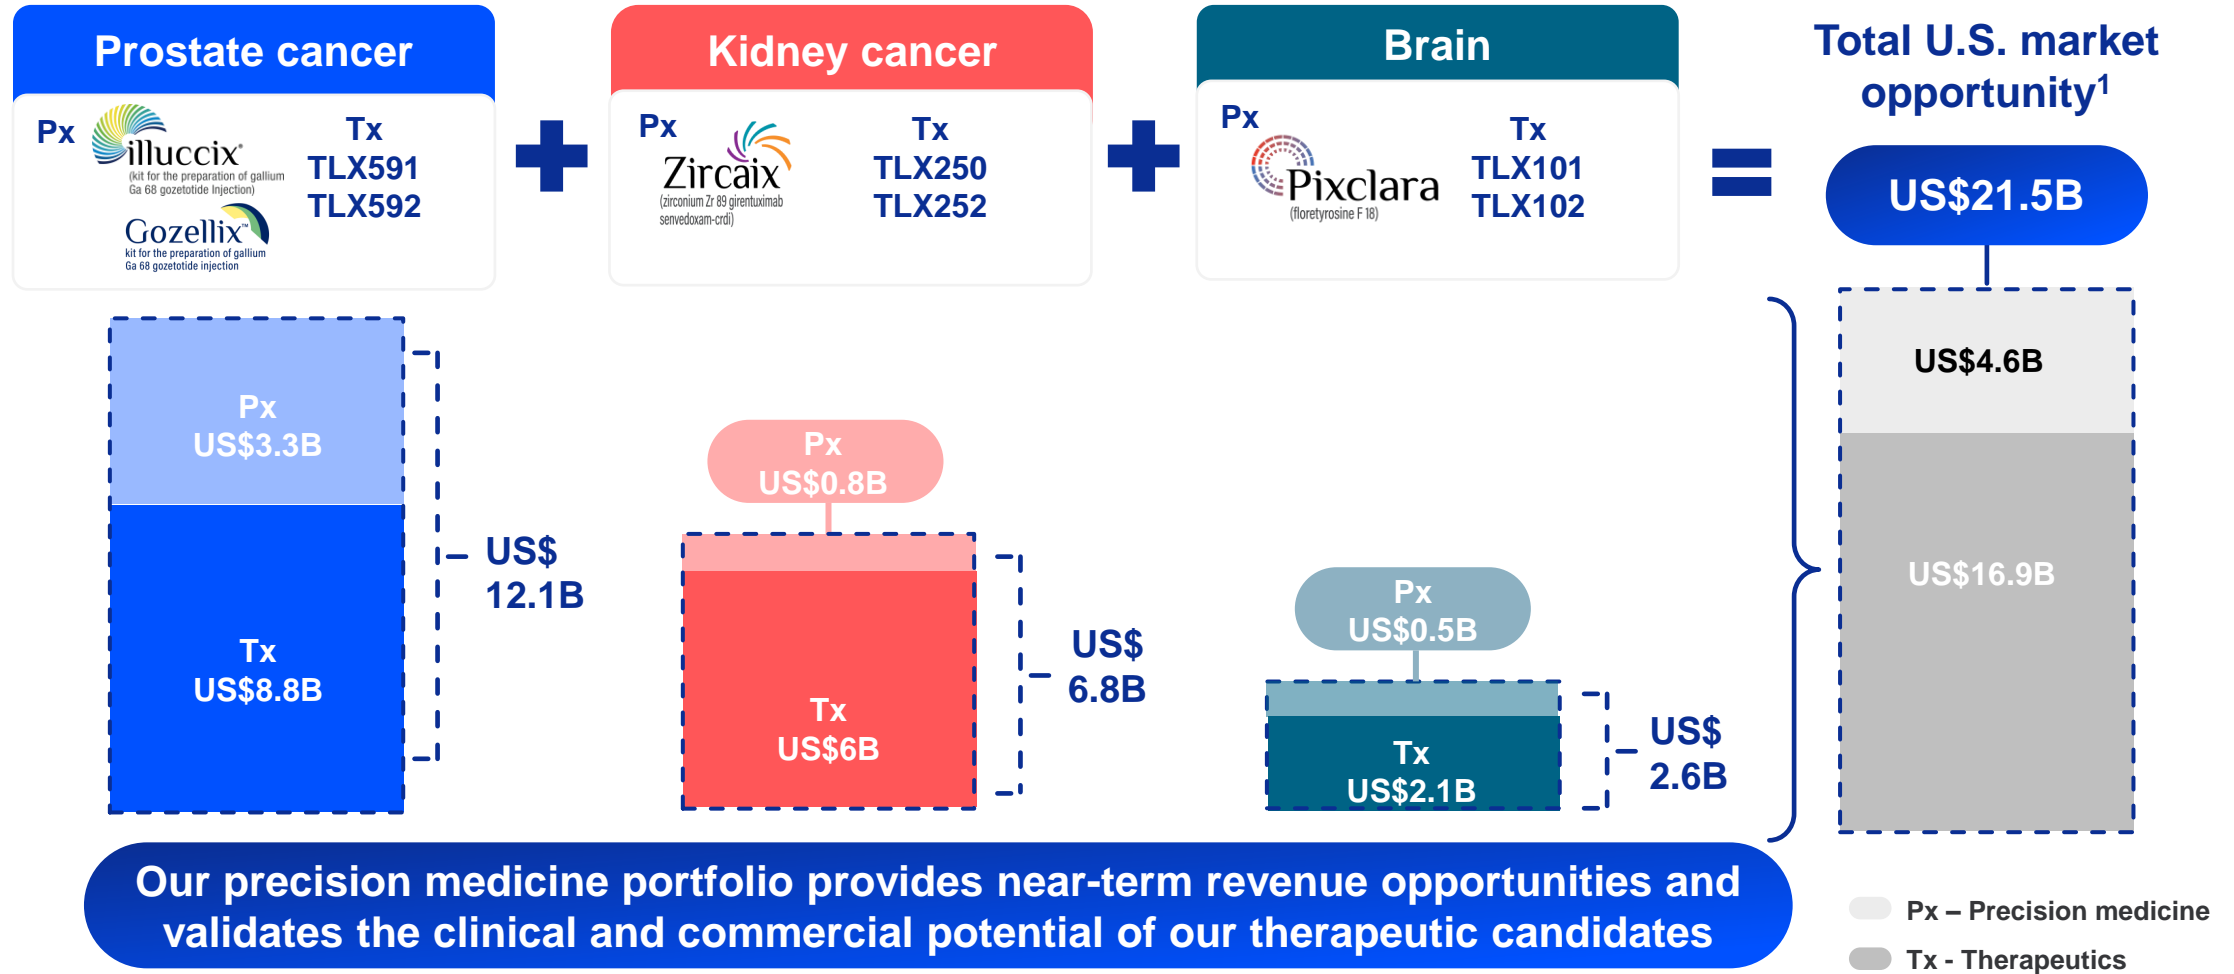 Prostate cancer
Px
illuccix®
(kit for the preparation of gallium
Ga 68 gozetotide Injection)
Gozellix™
kit for the preparation of gallium
Ga 68 gozetotide injection
Tx
TLX591
TLX592
Kidney cancer
Px
Zircaix
(zirconium Zr 89 girentuximab
senvedoxam-crdi)
Tx
TLX250
TLX252
Brain
Px
Pixclara
(floretyrosine F 18)
Tx
TLX101
TLX102
Total U.S. market
opportunity1
US$21.5B
Px
US$3.3B
Tx
US$8.8B
US$
12.1B
Px
US$0.8B
Tx
US$6B
US$
6.8B
Px
US$0.5B
Tx
US$2.1B
US$
2.6B
US$4.6B
US$16.9B
Our precision medicine portfolio provides near-term revenue opportunities and
validates the clinical and commercial potential of our therapeutic candidates
Px – Precision medicine
Tx - Therapeutics